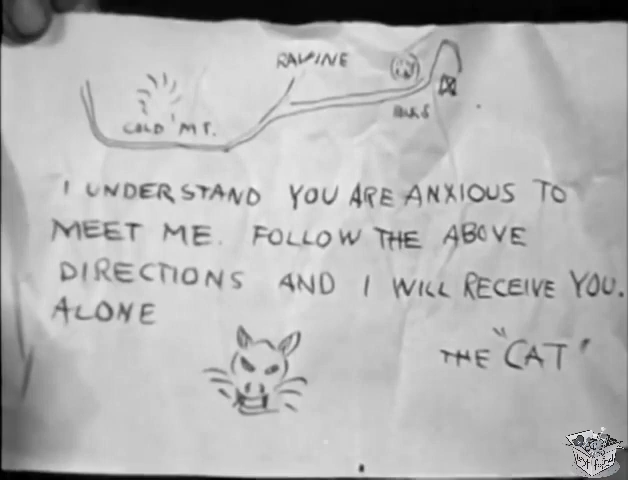 RAVINE
COLD MT.
I UNDERSTAND YOU ARE ANXIOUS TO
MEET ME. FOLLOW THE ABOVE
DIRECTIONS AND I WILL RECEIVE YOU.
ALONE
THE "CAT"